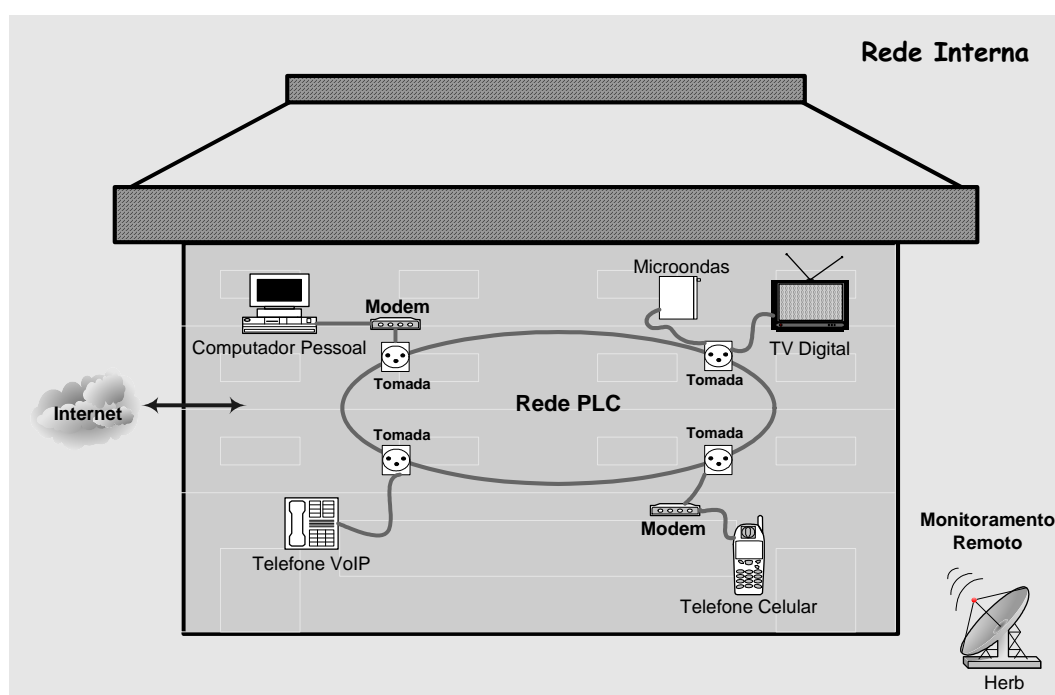 Rede Interna
Microondas
Modem
Computador Pessoal
TV Digital
Tomada
Tomada
Rede PLC
Internet
Tomada
Tomada
Modem
Telefone VoIP
Telefone Celular
Monitoramento
Remoto
Herb